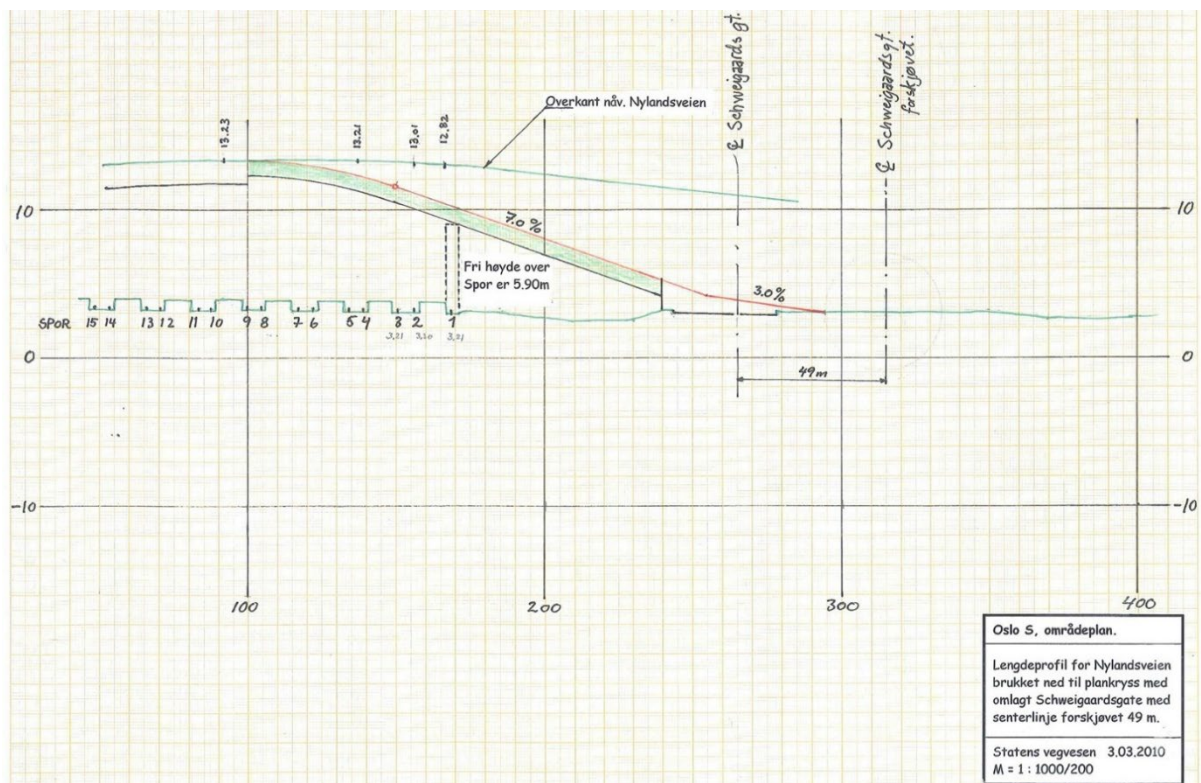 ℄ Schweigaards gt.
℄ Schweigaardsgt.
forskjøvet.
Overkant nåv. Nylandsveien
13.23
13.21
13.01
12.82
10
10
7.0 %
Fri høyde over
Spor er 5.90m
3.0%
SPOR 15 14 13 12 11 10 9 8 7 6 5 4 3 2 1
3,21 3,20 3,21
0
0
49m
-10
-10
100
200
300
400
Oslo S, områdeplan.
Lengdeprofil for Nylandsveien
brukket ned til plankryss med
omlagt Schweigaardsgate med
senterlinje forskjøvet 49 m.
Statens vegvesen 3.03.2010
M = 1 : 1000/200